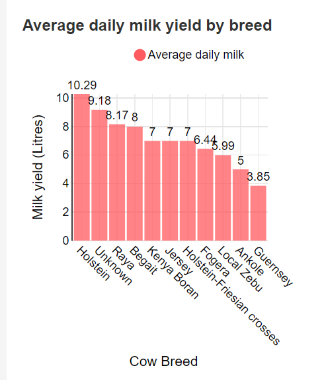 Average daily milk yield by breed
Average daily milk
10.29
9.18
8.17
8
7
7
7
6.44
5.99
5
3.85
Milk yield (Litres)
10
8
6
4
2
0
Holstein
Unknown
Raya
Begait
Kenya Boran
Jersey
Holstein-Friesian crosses
Fogera
Local Zebu
Ankole
Guernsey
Cow Breed